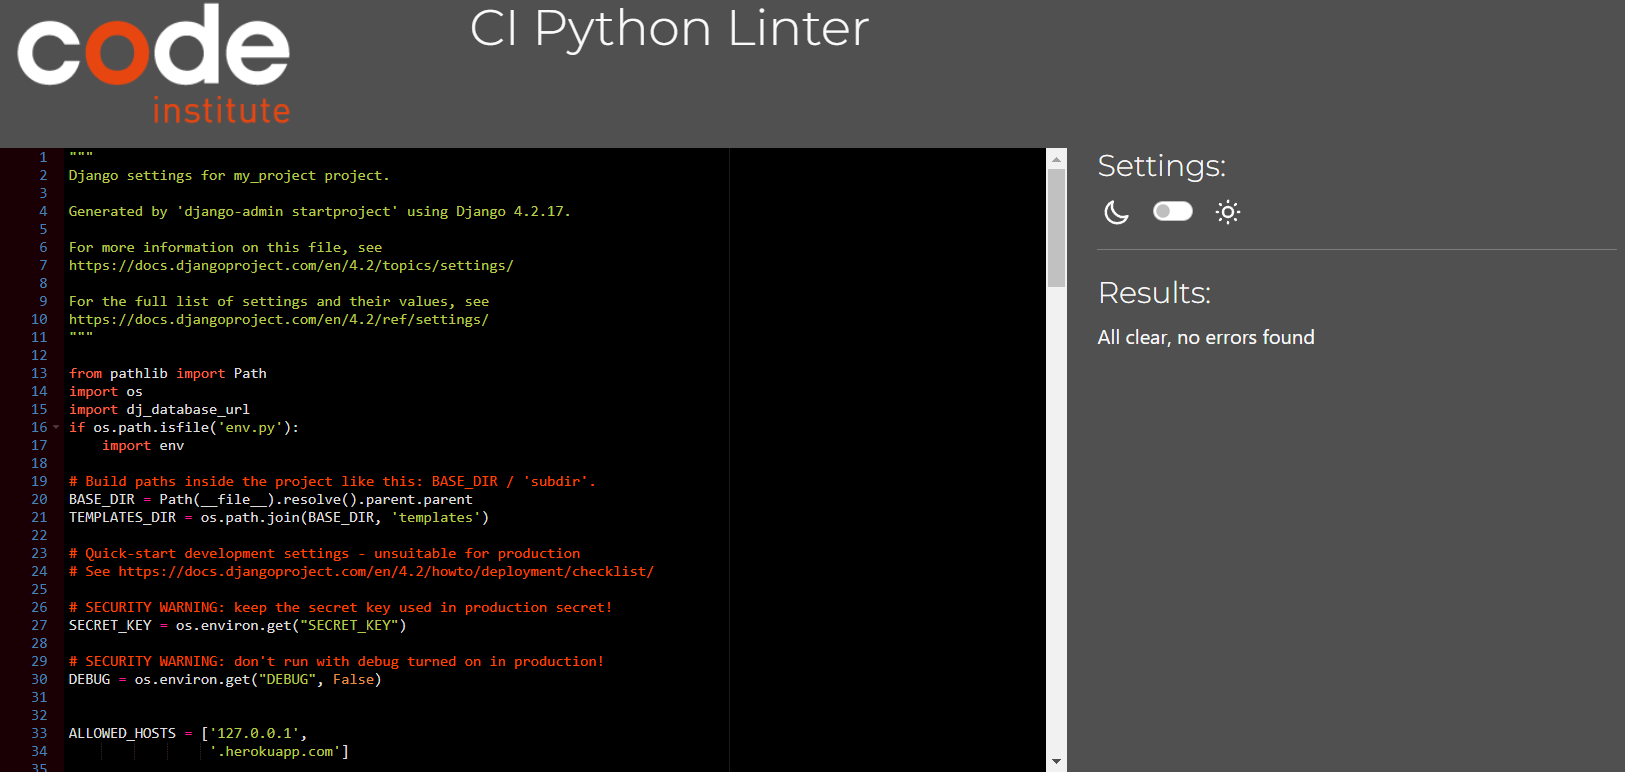 code
institute
CI Python Linter
1 """
2 Django settings for my_project project.
3
4 Generated by 'django-admin startproject' using Django 4.2.17.
5
6 For more information on this file, see
7 https://docs.djangoproject.com/en/4.2/topics/settings/
8
9 For the full list of settings and their values, see
10 https://docs.djangoproject.com/en/4.2/ref/settings/
11 """
12
13 from pathlib import Path
14 import os
15 import dj_database_url
16 if os.path.isfile('env.py'):
17     import env
18
19 # Build paths inside the project like this: BASE_DIR / 'subdir'.
20 BASE_DIR = Path(__file__).resolve().parent.parent
21 TEMPLATES_DIR = os.path.join(BASE_DIR, 'templates')
22
23 # Quick-start development settings - unsuitable for production
24 # See https://docs.djangoproject.com/en/4.2/howto/deployment/checklist/
25
26 # SECURITY WARNING: keep the secret key used in production secret!
27 SECRET_KEY = os.environ.get("SECRET_KEY")
28
29 # SECURITY WARNING: don't run with debug turned on in production!
30 DEBUG = os.environ.get("DEBUG", False)
31
32
33 ALLOWED_HOSTS = ['127.0.0.1',
34                  '.herokuapp.com']
35
Settings:
Results:
All clear, no errors found